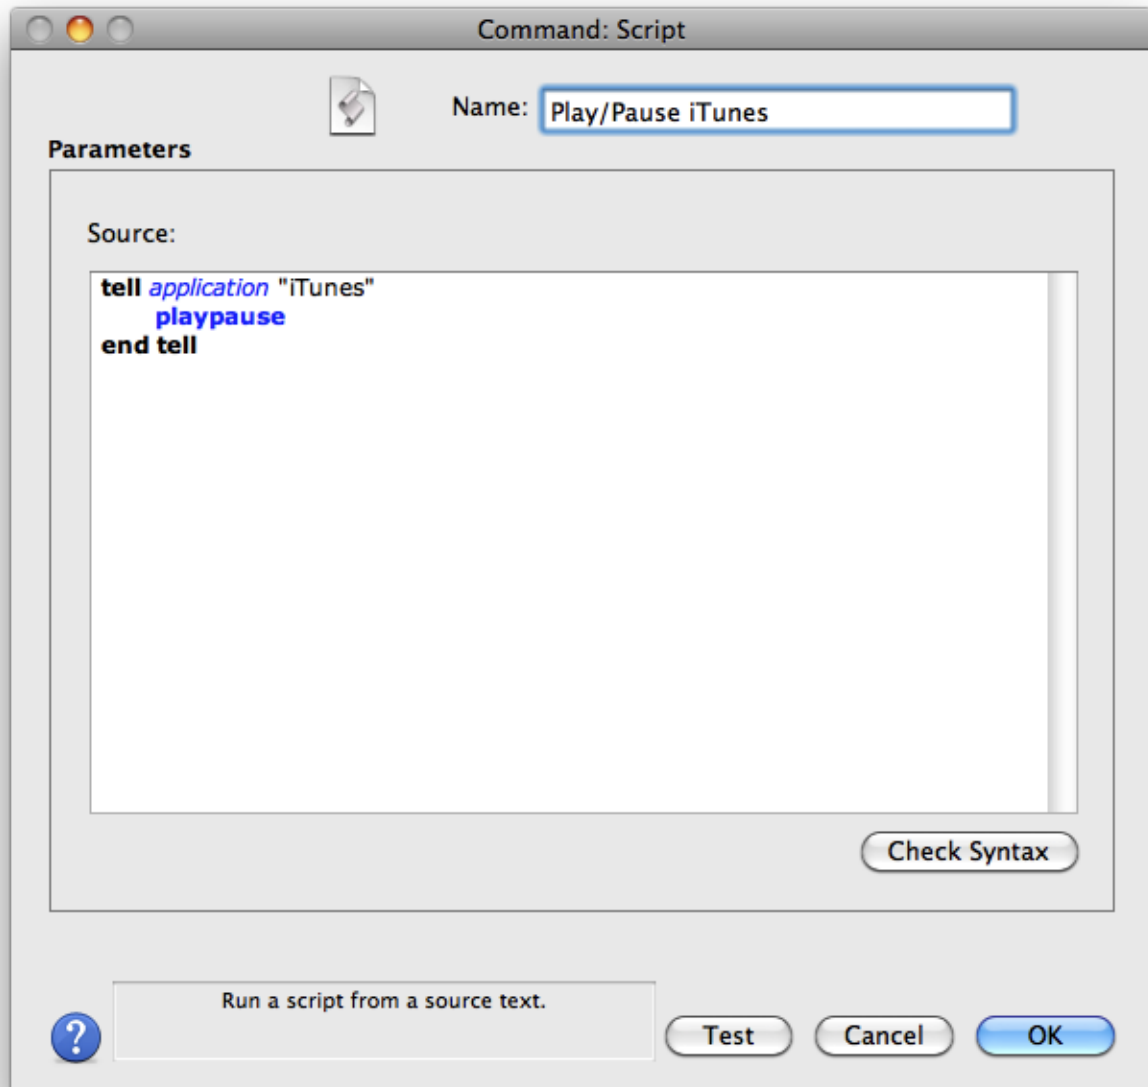 Command: Script
Name: Play/Pause iTunes
Parameters
Source:
tell application "iTunes"
playpause
end tell
Check Syntax
Run a script from a source text.
? Test Cancel OK